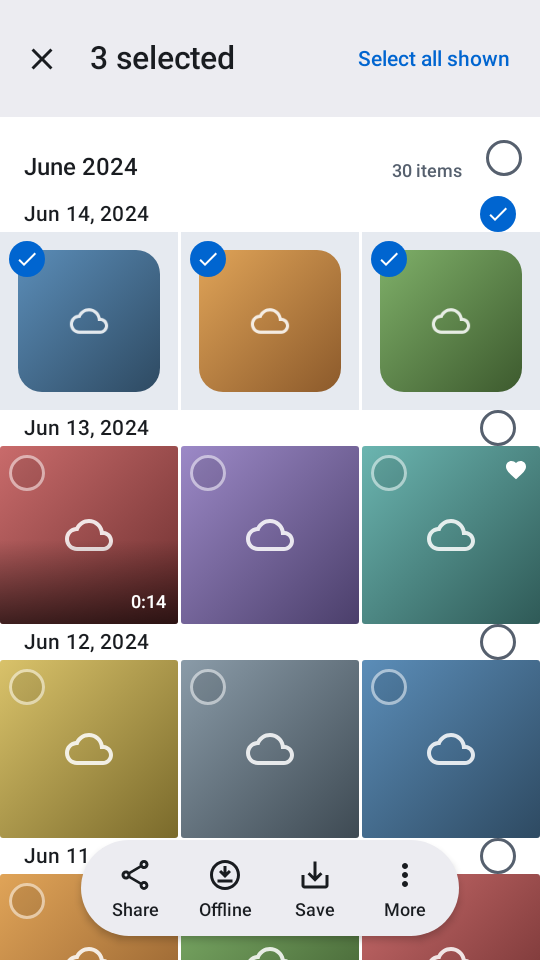 3 selected
Select all shown
June 2024
30 items
Jun 14, 2024
Jun 13, 2024
0:14
Jun 12, 2024
Jun 11
Share
Offline
Save
More